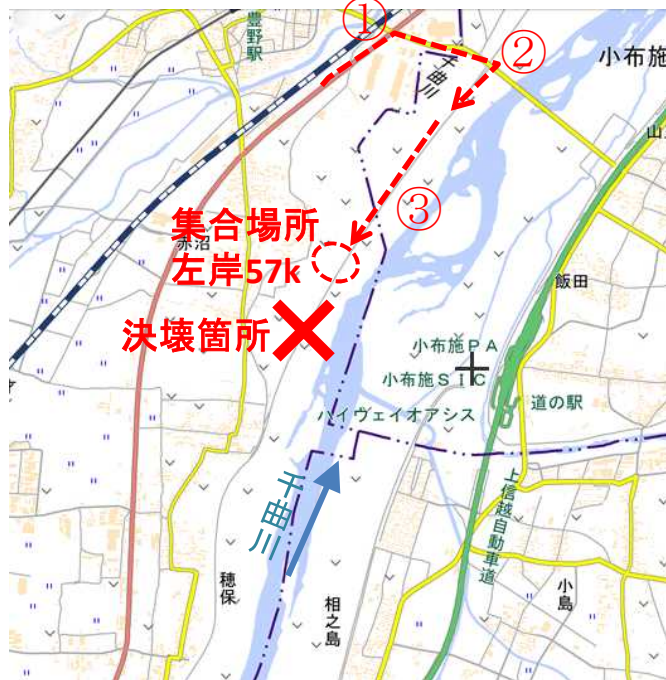 ①
豊野駅
②
千曲川
小布施
山
③
集合場所
赤沼
左岸57k
飯田
決壊箇所
小布施PA
小布施SIC
道の駅
ハイウェイオアシス
千曲川
上信越自動車道
穂保
相之島
小島